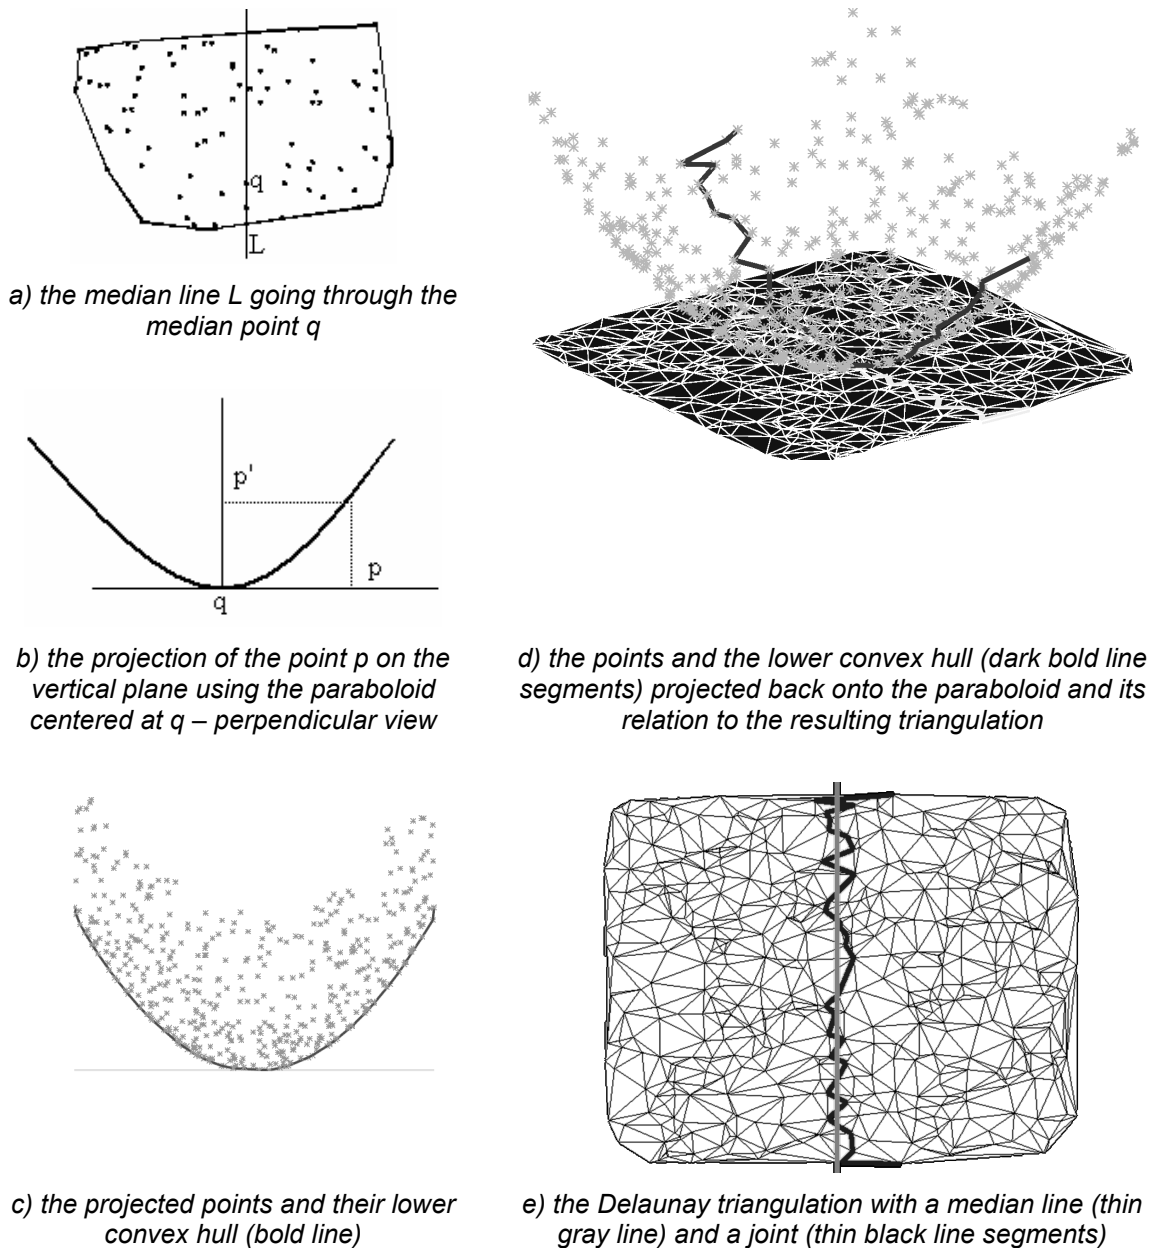 q
L
a) the median line L going through the
median point q
p'
p
q
b) the projection of the point p on the
vertical plane using the paraboloid
centered at q – perpendicular view
d) the points and the lower convex hull (dark bold line
segments) projected back onto the paraboloid and its
relation to the resulting triangulation
c) the projected points and their lower
convex hull (bold line)
e) the Delaunay triangulation with a median line (thin
gray line) and a joint (thin black line segments)